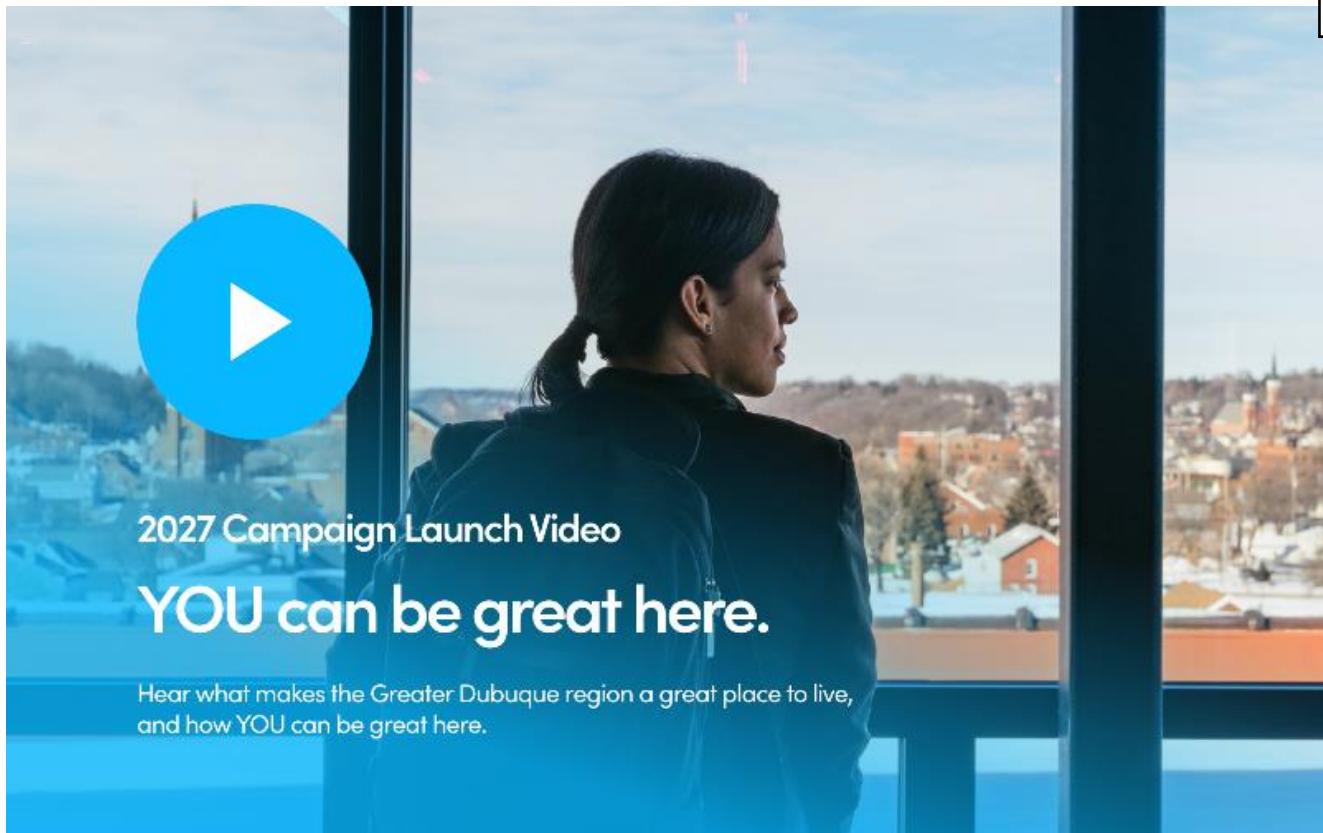 2027 Campaign Launch Video
YOU can be great here.
Hear what makes the Greater Dubuque region a great place to live,
and how YOU can be great here.